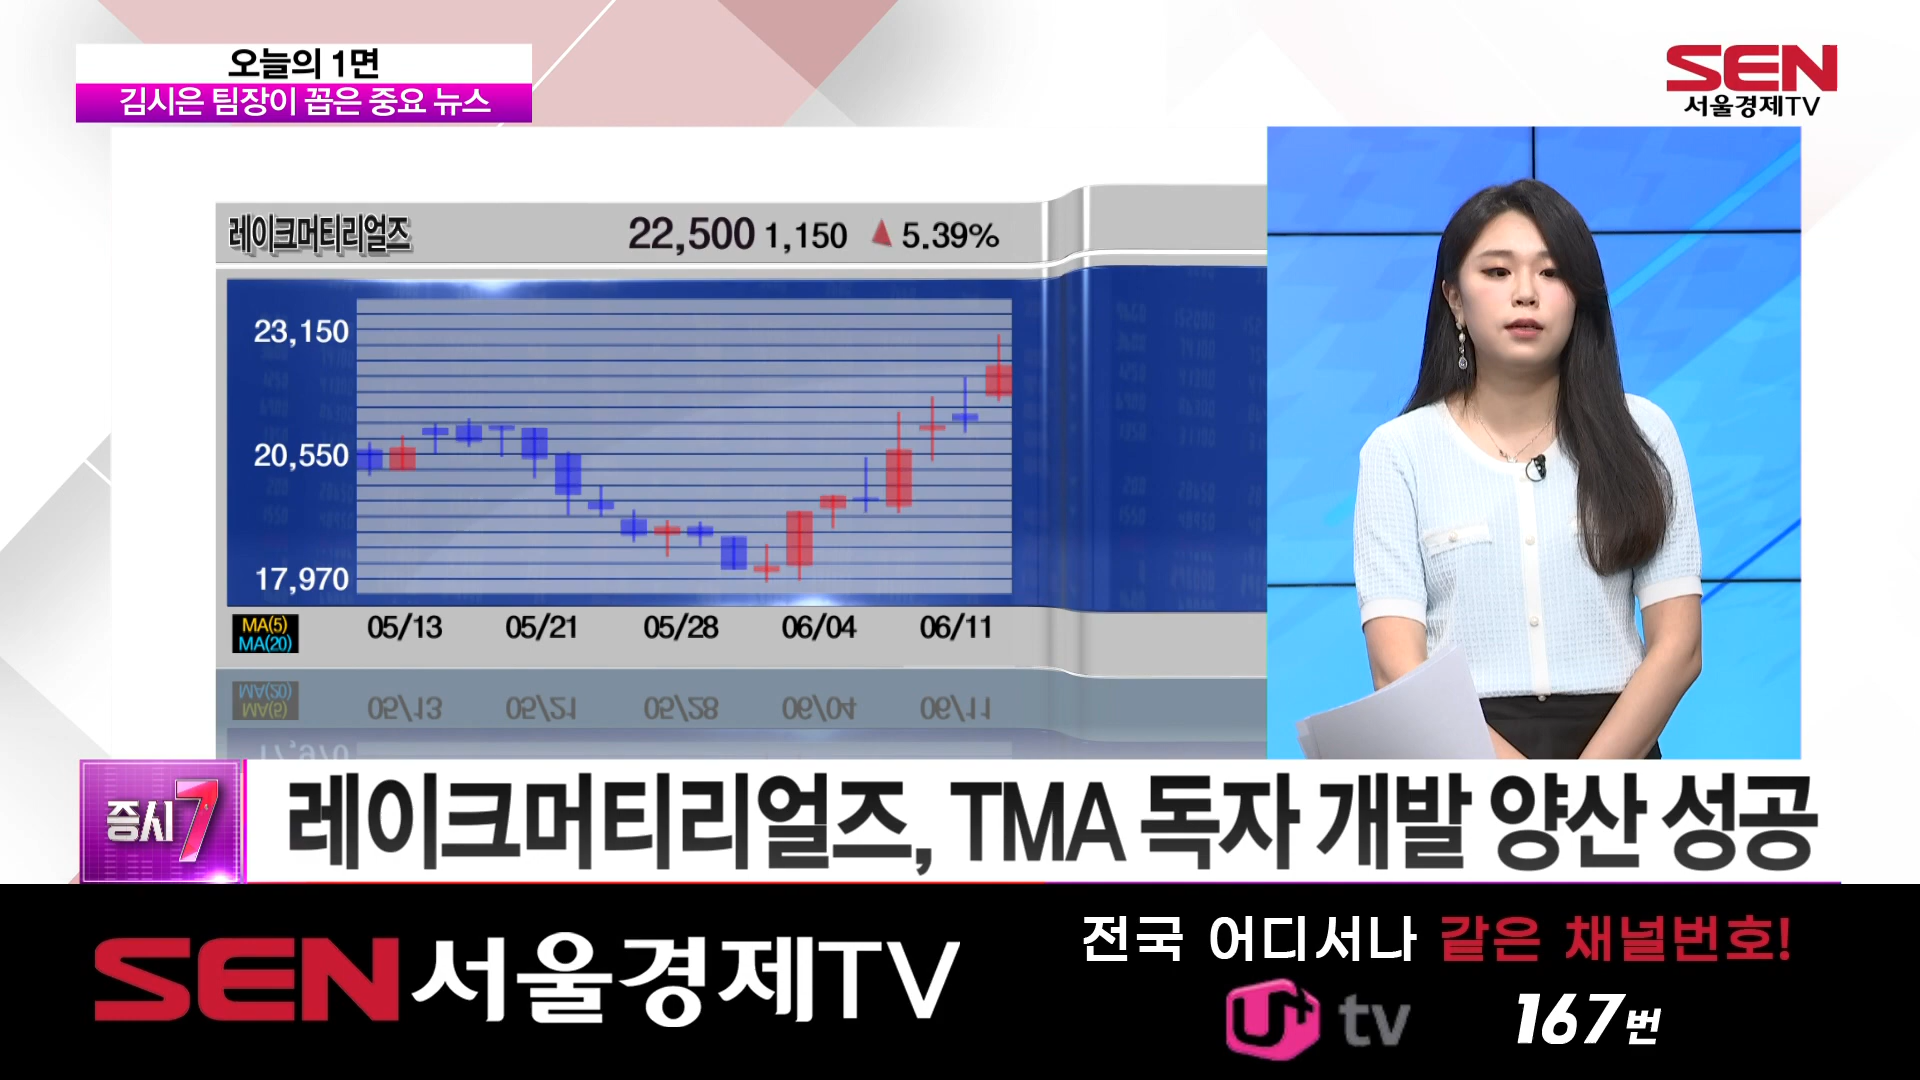 오늘의 1면
김시은 팀장이 꼽은 중요 뉴스
SEN
서울경제TV
레이크머티리얼즈 22,500 1,150 ▲ 5.39%
23,150
20,550
17,970
MA(5)
MA(20)
05/13 05/21 05/28 06/04 06/11
증시7
레이크머티리얼즈, TMA 독자 개발 양산 성공
SEN 서울경제TV
전국 어디서나 같은 채널번호!
U+ tv 167번